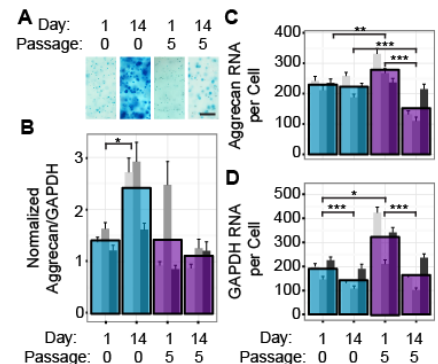 A
Day: 1 14 1 14
Passage: 0 0 5 5
B
Normalized
Aggrecan/GAPDH
3
2
1
0
*
Day: 1 14 1 14
Passage: 0 0 5 5
C
Aggrecan RNA
per Cell
400
300
200
100
0
**
***
***
D
GAPDH RNA
per Cell
500
400
300
200
100
0
*
***
***
Day: 1 14 1 14
Passage: 0 0 5 5